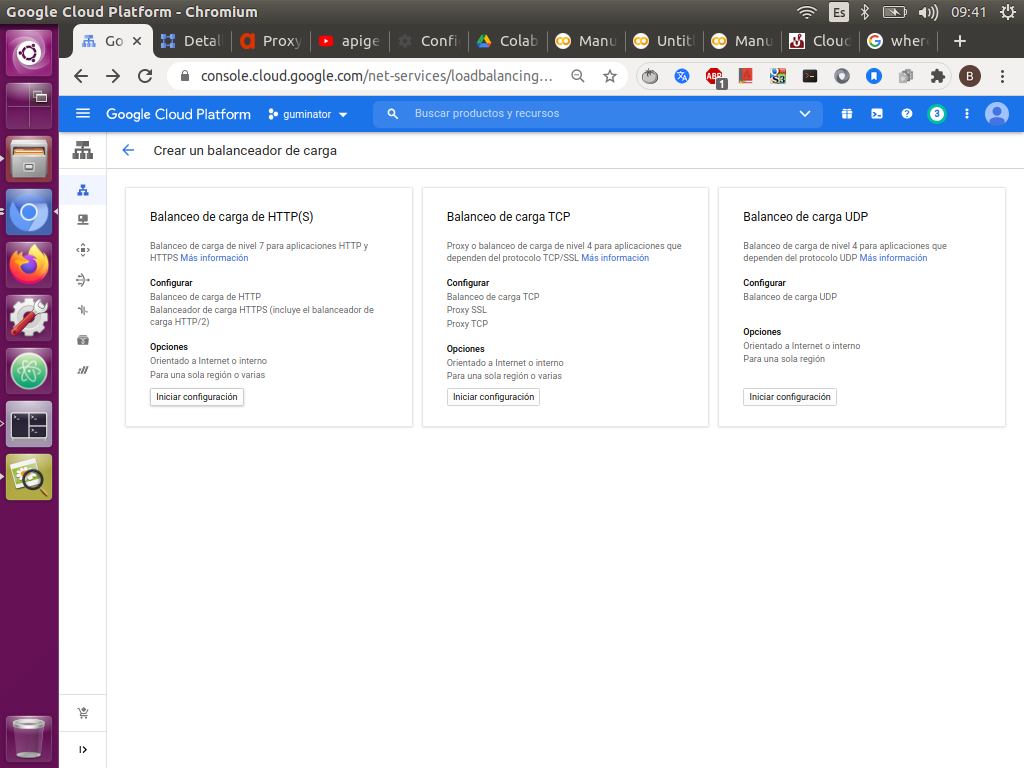 Google Cloud Platform - Chromium
Es
09:41
Go
Detal
Proxy
apige
Confi
Colab
Manu
Untitl
Manu
Cloud
wher
console.cloud.google.com/net-services/loadbalancing...
ABP
1
S3
B
Google Cloud Platform
guminator
Buscar productos y recursos
3
Crear un balanceador de carga
Balanceo de carga de HTTP(S)
Balanceo de carga de nivel 7 para aplicaciones HTTP y
HTTPS Más información
Configurar
Balanceo de carga de HTTP
Balanceador de carga HTTPS (incluye el balanceador de
carga HTTP/2)
Opciones
Orientado a Internet o interno
Para una sola región o varias
Iniciar configuración
Balanceo de carga TCP
Proxy o balanceo de carga de nivel 4 para aplicaciones que
dependen del protocolo TCP/SSL Más información
Configurar
Balanceo de carga TCP
Proxy SSL
Proxy TCP
Opciones
Orientado a Internet o interno
Para una sola región o varias
Iniciar configuración
Balanceo de carga UDP
Balanceo de carga de nivel 4 para aplicaciones que
dependen del protocolo UDP Más información
Configurar
Balanceo de carga UDP
Opciones
Orientado a Internet o interno
Para una sola región
Iniciar configuración